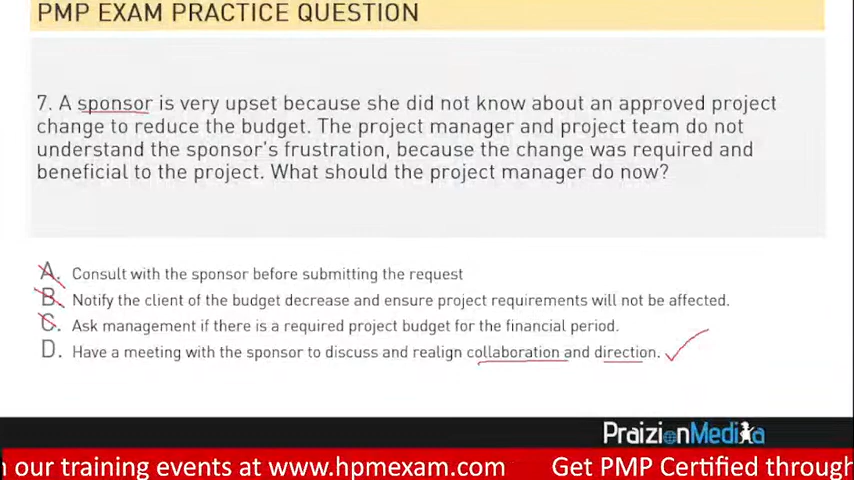 PMP EXAM PRACTICE QUESTION
7. A sponsor is very upset because she did not know about an approved project
change to reduce the budget. The project manager and project team do not
understand the sponsor's frustration, because the change was required and
beneficial to the project. What should the project manager do now?
A. Consult with the sponsor before submitting the request
B. Notify the client of the budget decrease and ensure project requirements will not be affected.
C. Ask management if there is a required project budget for the financial period.
D. Have a meeting with the sponsor to discuss and realign collaboration and direction.
PraizionMedia
our training events at www.hpmexam.com Get PMP Certified through